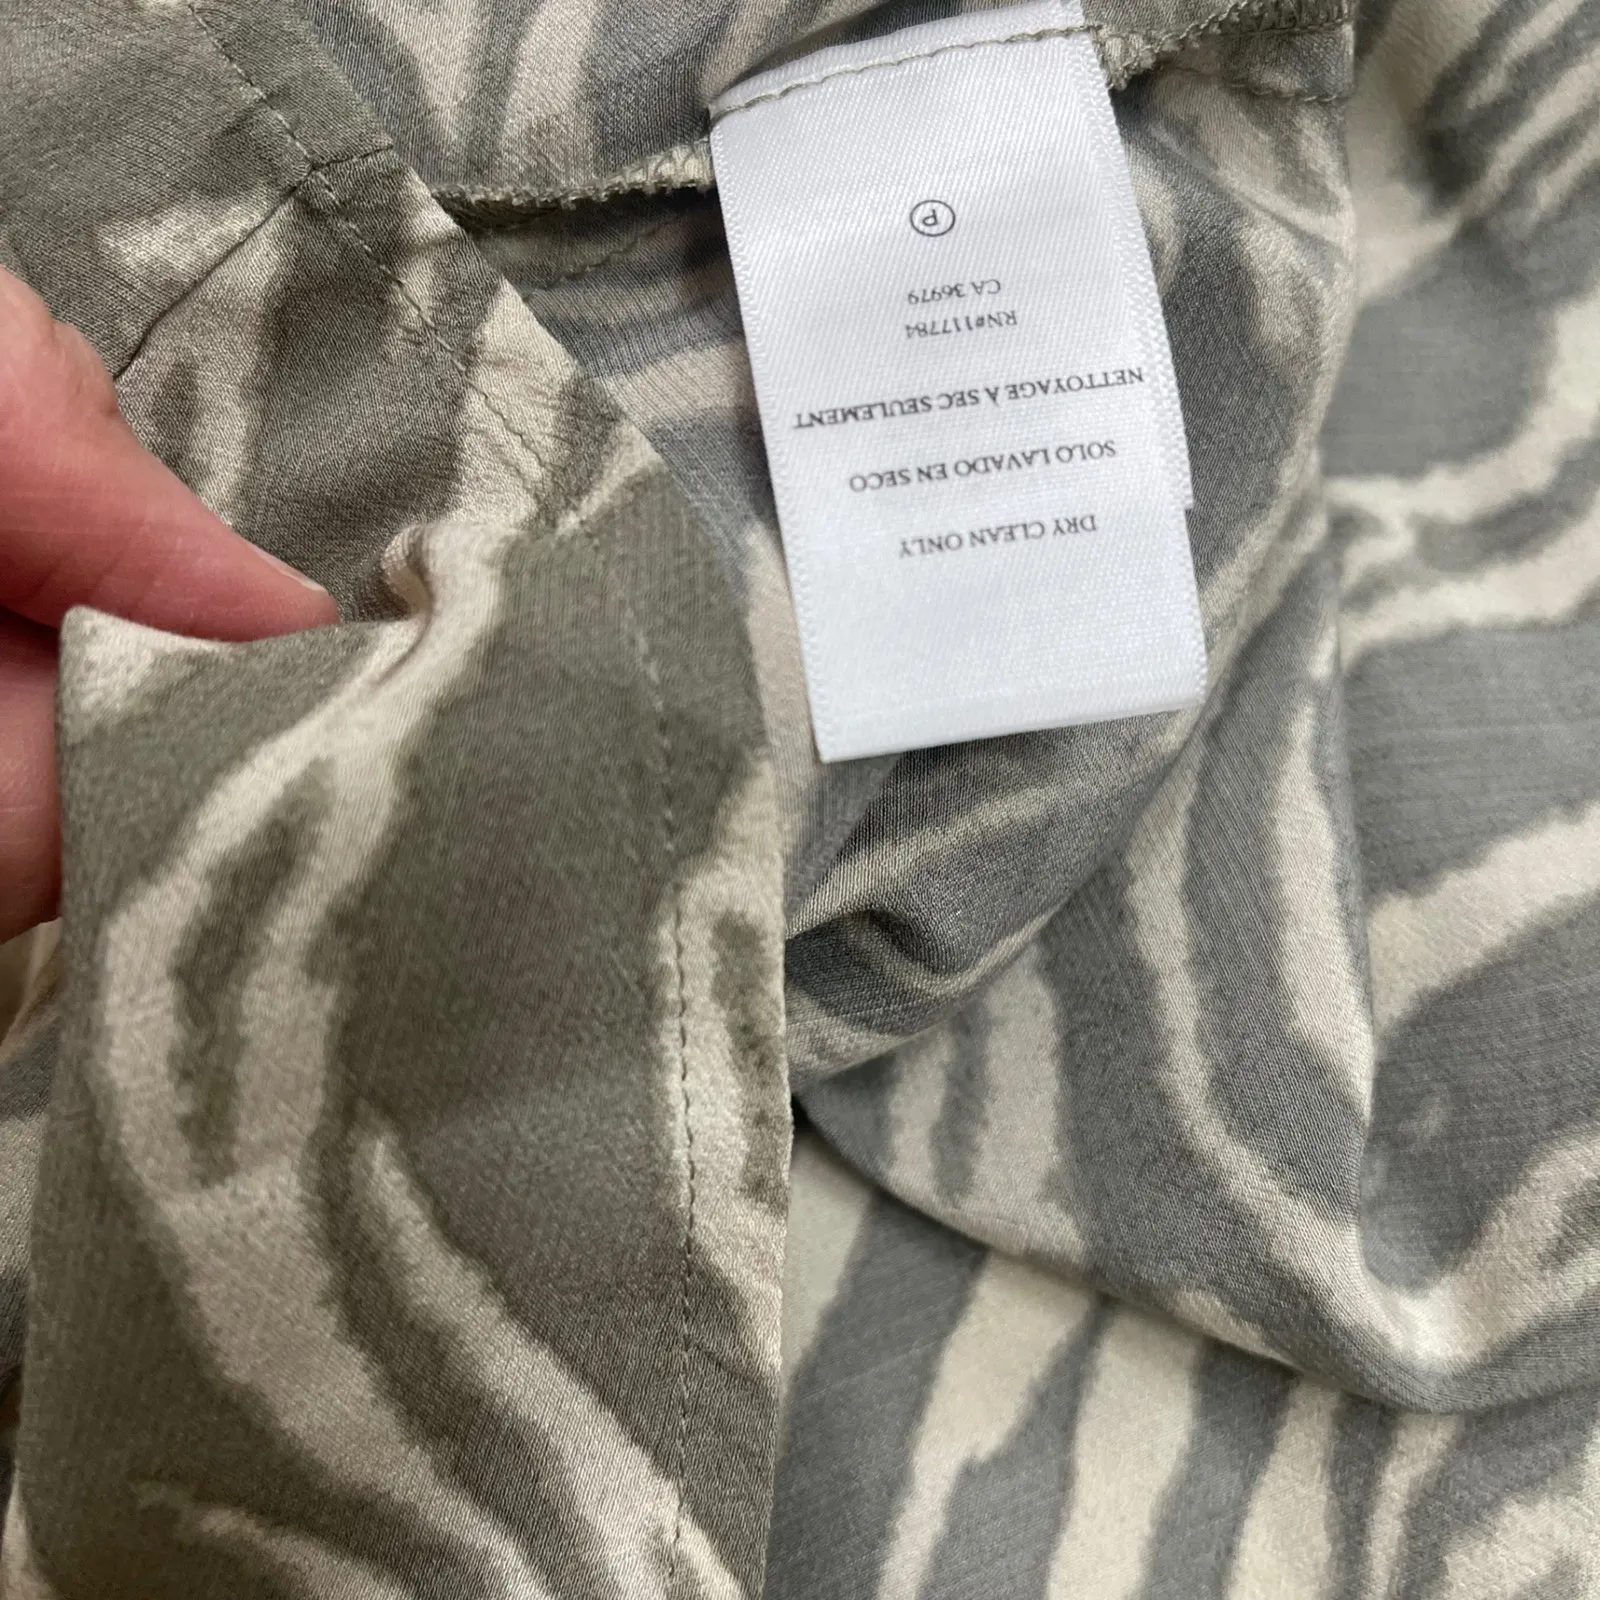 DRY CLEAN ONLY
SOLO LAVADO EN SECO
NETTOYAGE À SEC SEULEMENT
RN#117784
CA 36979
P